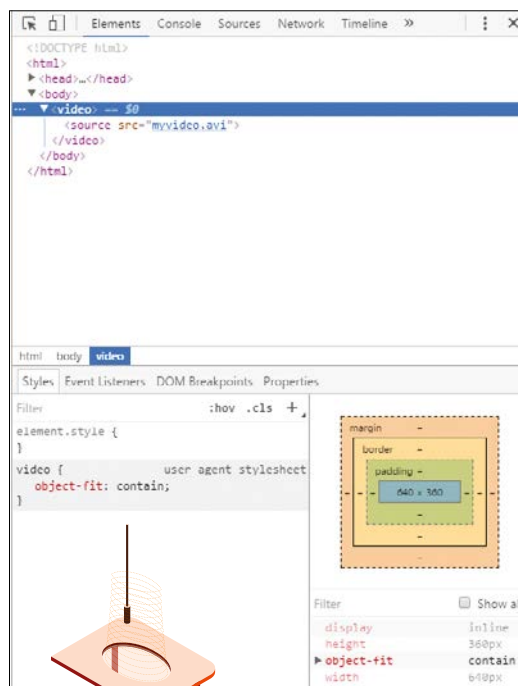 Elements Console Sources Network Timeline »
<!DOCTYPE html>
<html>
<head>…</head>
<body>
<video> == $0
<source src="myvideo.avi">
</video>
</body>
</html>
html body video
Styles Event Listeners DOM Breakpoints Properties
Filter :hov .cls +
element.style {
}
video { user agent stylesheet
object-fit: contain;
}
margin -
border -
padding -
- - - 640 x 360 - - -
-
-
-
Filter Show al
display inline
height 360px
object-fit contain
width 640px